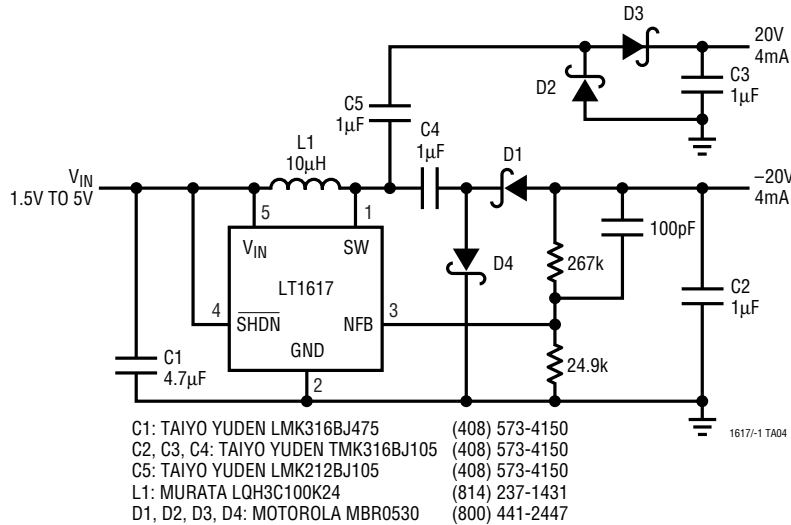 D3
20V
4mA
D2
C3
1µF
C5
1µF
C4
1µF
D1
L1
10µH
VIN
1.5V TO 5V
–20V
4mA
5
1
VIN
SW
100pF
D4
267k
LT1617
C2
1µF
4
SHDN
NFB
3
C1
4.7µF
GND
2
24.9k
C1: TAIYO YUDEN LMK316BJ475 (408) 573-4150
C2, C3, C4: TAIYO YUDEN TMK316BJ105 (408) 573-4150
C5: TAIYO YUDEN LMK212BJ105 (408) 573-4150
L1: MURATA LQH3C100K24 (814) 237-1431
D1, D2, D3, D4: MOTOROLA MBR0530 (800) 441-2447
1617/-1 TA04